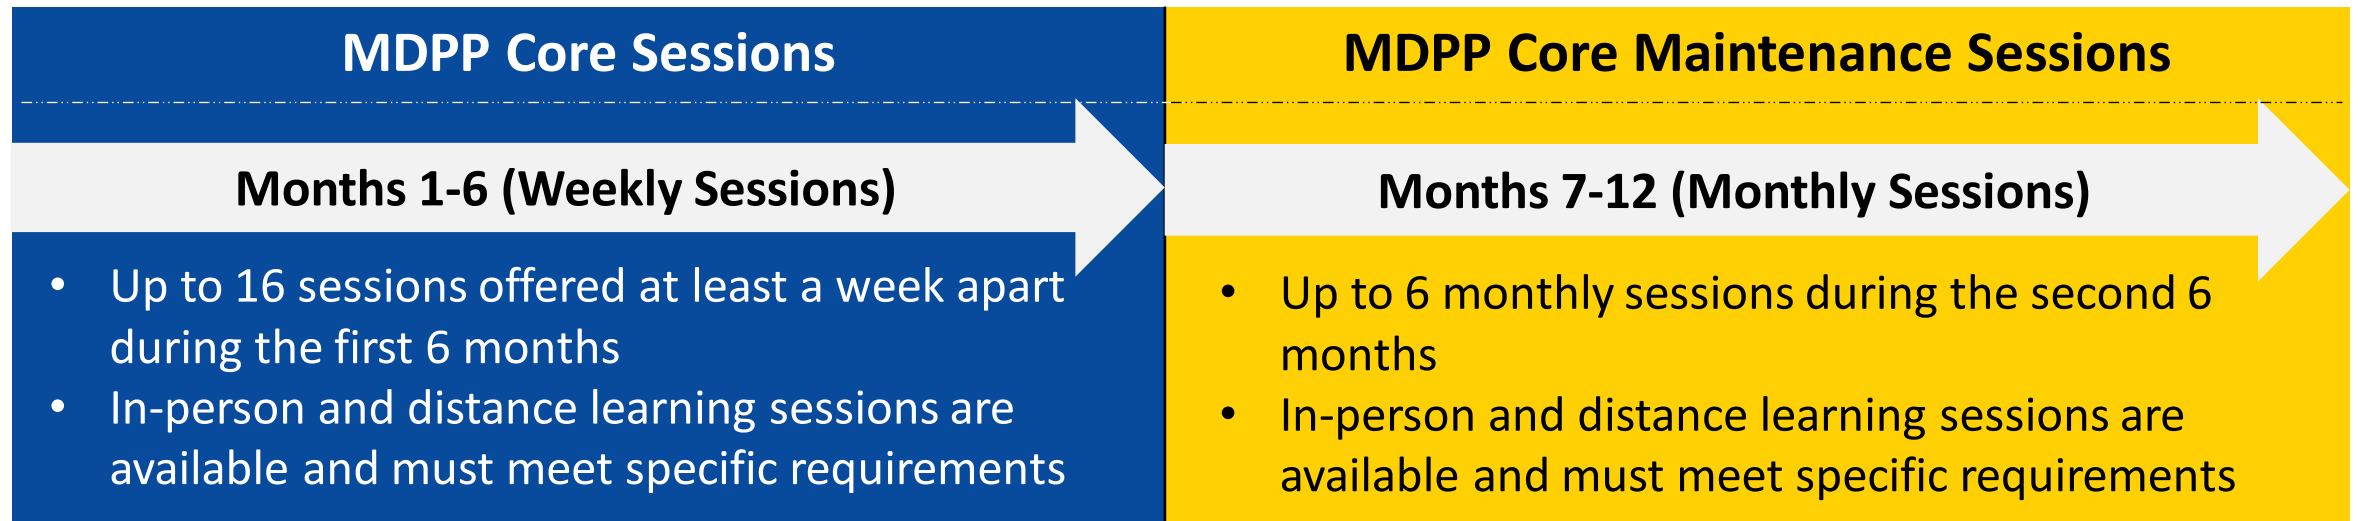 MDPP Core Sessions
Months 1-6 (Weekly Sessions)
• Up to 16 sessions offered at least a week apart
during the first 6 months
• In-person and distance learning sessions are
available and must meet specific requirements
MDPP Core Maintenance Sessions
Months 7-12 (Monthly Sessions)
• Up to 6 monthly sessions during the second 6
months
• In-person and distance learning sessions are
available and must meet specific requirements